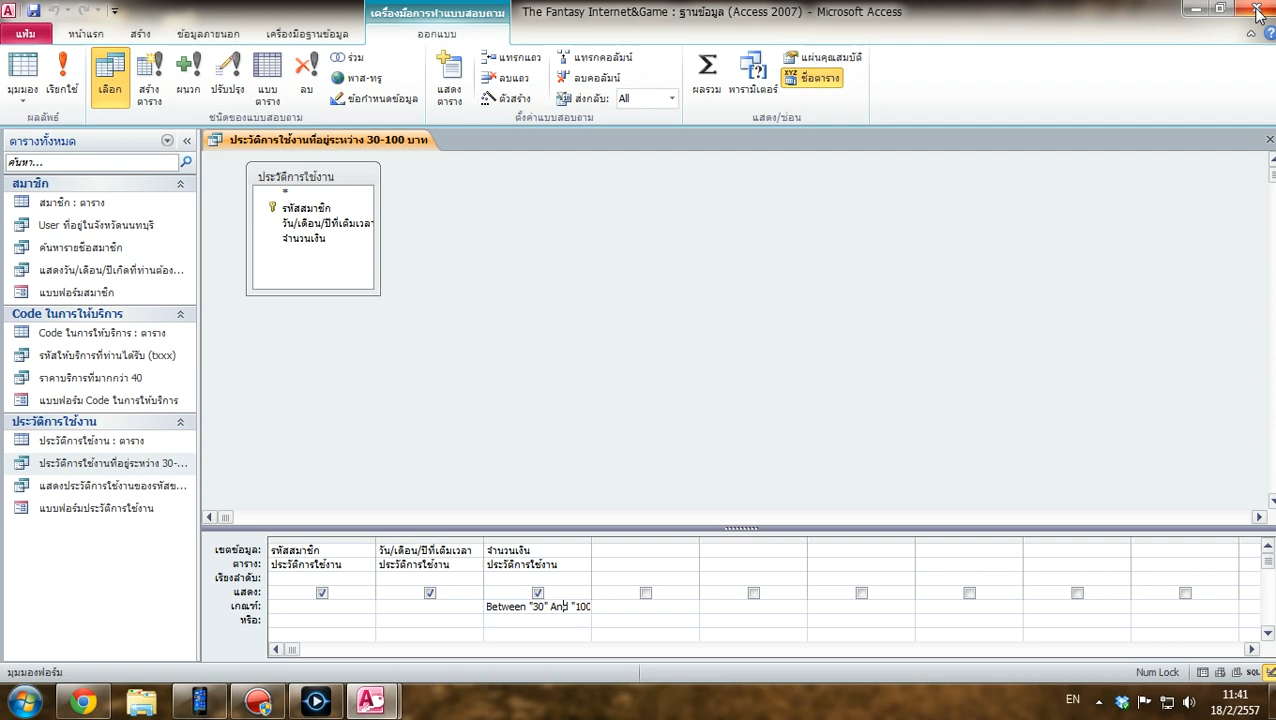 เครื่องมือการทำแบบสอบถาม
The Fantasy Internet&Game : ฐานข้อมูล (Access 2007) - Microsoft Access
แฟ้ม
หน้าแรก
สร้าง
ข้อมูลภายนอก
เครื่องมือฐานข้อมูล
ออกแบบ
มุมมอง
เรียกใช้
เลือก
สร้าง
ตาราง
ผนวก
ปรับปรุง
แบบ
ตาราง
ลบ
ร่วม
พาส-ทรู
ข้อกำหนดข้อมูล
แสดง
ตาราง
แทรกแถว
ลบแถว
ตัวสร้าง
แทรกคอลัมน์
ลบคอลัมน์
ส่งกลับ: All
ผลรวม
พารามิเตอร์
แผ่นคุณสมบัติ
ชื่อตาราง
ผลลัพธ์
ชนิดของแบบสอบถาม
ตั้งค่าแบบสอบถาม
แสดง/ซ่อน
ตารางทั้งหมด
ค้นหา...
สมาชิก
สมาชิก : ตาราง
User ที่อยู่ในจังหวัดนนทบุรี
ค้นหารายชื่อสมาชิก
แสดงวัน/เดือน/ปีเกิดที่ท่านต้อง...
แบบฟอร์มสมาชิก
Code ในการให้บริการ
Code ในการให้บริการ : ตาราง
รหัสให้บริการที่ท่านได้รับ (txxx)
ราคาบริการที่มากกว่า 40
แบบฟอร์ม Code ในการให้บริการ
ประวัติการใช้งาน
ประวัติการใช้งาน : ตาราง
ประวัติการใช้งานที่อยู่ระหว่าง 30-...
แสดงประวัติการใช้งานของรหัสข...
แบบฟอร์มประวัติการใช้งาน
ประวัติการใช้งานที่อยู่ระหว่าง 30-100 บาท
ประวัติการใช้งาน
*
รหัสสมาชิก
วัน/เดือน/ปีที่เติมเวลา
จำนวนเงิน
เขตข้อมูล: รหัสสมาชิก วัน/เดือน/ปีที่เติมเวลา จำนวนเงิน
ตาราง: ประวัติการใช้งาน ประวัติการใช้งาน ประวัติการใช้งาน
เรียงลำดับ:
แสดง:
เกณฑ์: Between "30" And "100
หรือ:
มุมมองฟอร์ม
Num Lock
SQL
EN
11:41
18/2/2557